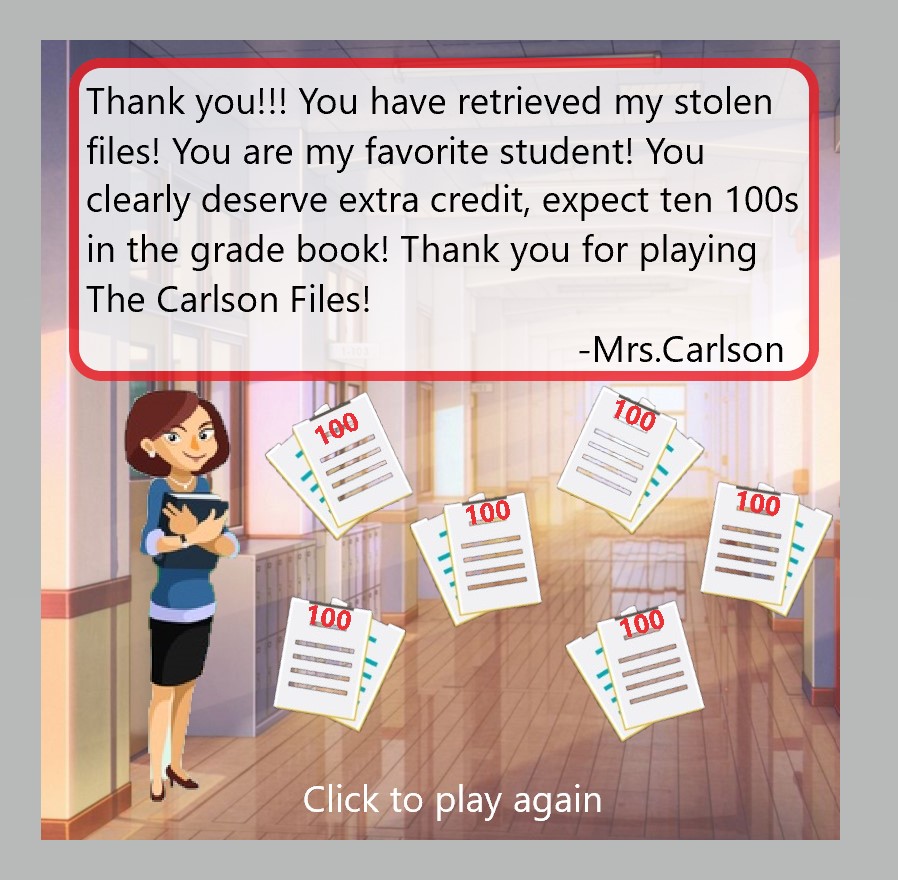 Thank you!!! You have retrieved my stolen
files! You are my favorite student! You
clearly deserve extra credit, expect ten 100s
in the grade book! Thank you for playing
The Carlson Files!
-Mrs.Carlson
100
100
100
100
100
100
Click to play again